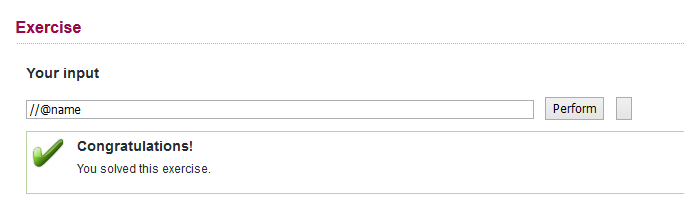 Exercise
Your input
//@name
Perform
Congratulations!
You solved this exercise.